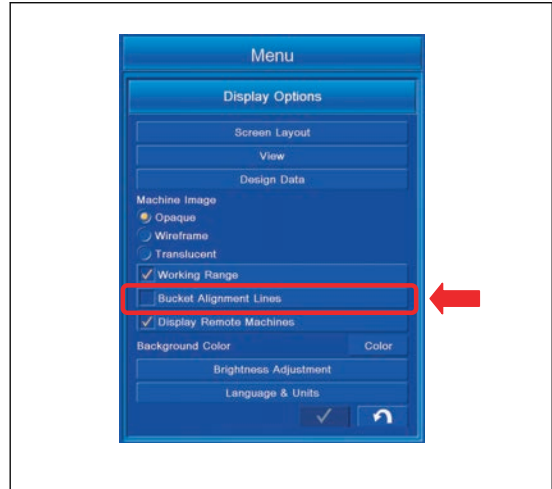 Menu
Display Options
Screen Layout
View
Design Data
Machine Image
Opaque
Wireframe
Translucent
Working Range
Bucket Alignment Lines
Display Remote Machines
Background Color Color
Brightness Adjustment
Language & Units